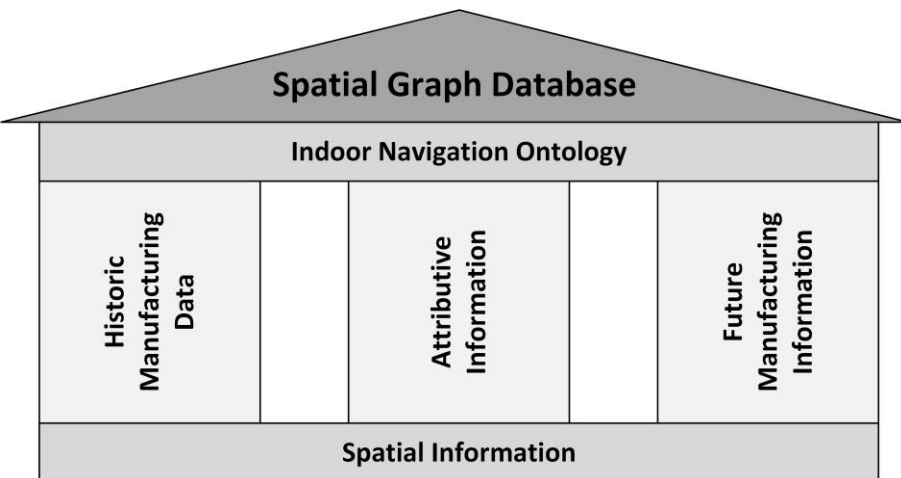 Spatial Graph Database
Indoor Navigation Ontology
Historic
Manufacturing
Data
Attributive
Information
Future
Manufacturing
Information
Spatial Information